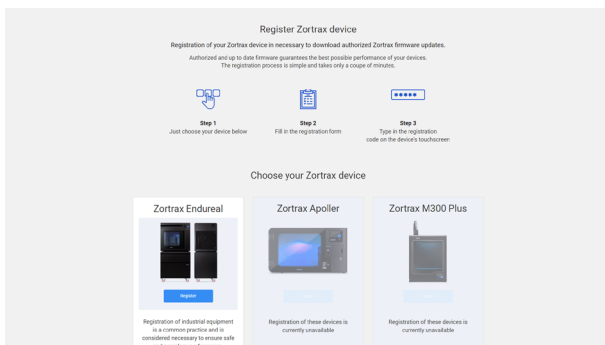 Register Zortrax device
Registration of your Zortrax device in necessary to download authorized Zortrax firmware updates.
Authorized and up to date firmware guarantees the best possible performance of your devices.
The registration process is simple and takes only a coupe of minutes.
Step 1
Just choose your device below
Step 2
Fill in the registration form
Step 3
Type in the registration
code on the device's touchscreen
Choose your Zortrax device
Zortrax Endureal
Register
Registration of industrial equipment
is a common practice and is
considered necessary to ensure safe
Zortrax Apoller
Registration of these devices is
currently unavailable
Zortrax M300 Plus
Registration of these devices is
currently unavailable